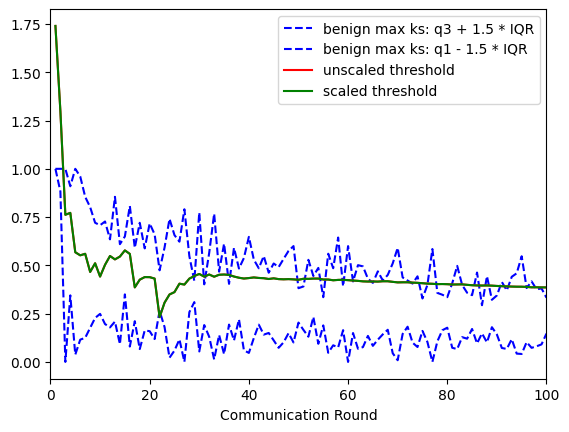 benign max ks: q3 + 1.5 * IQR
benign max ks: q1 - 1.5 * IQR
unscaled threshold
scaled threshold
1.75
1.50
1.25
1.00
0.75
0.50
0.25
0.00
0 20 40 60 80 100
Communication Round